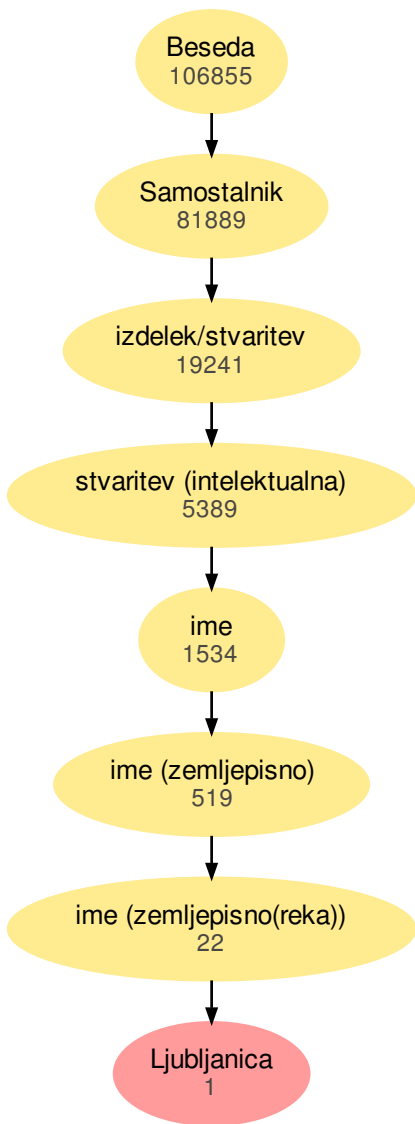 Beseda
106855
Samostalnik
81889
izdelek/stvaritev
19241
stvaritev (intelektualna)
5389
ime
1534
ime (zemljepisno)
519
ime (zemljepisno(reka))
22
Ljubljanica
1